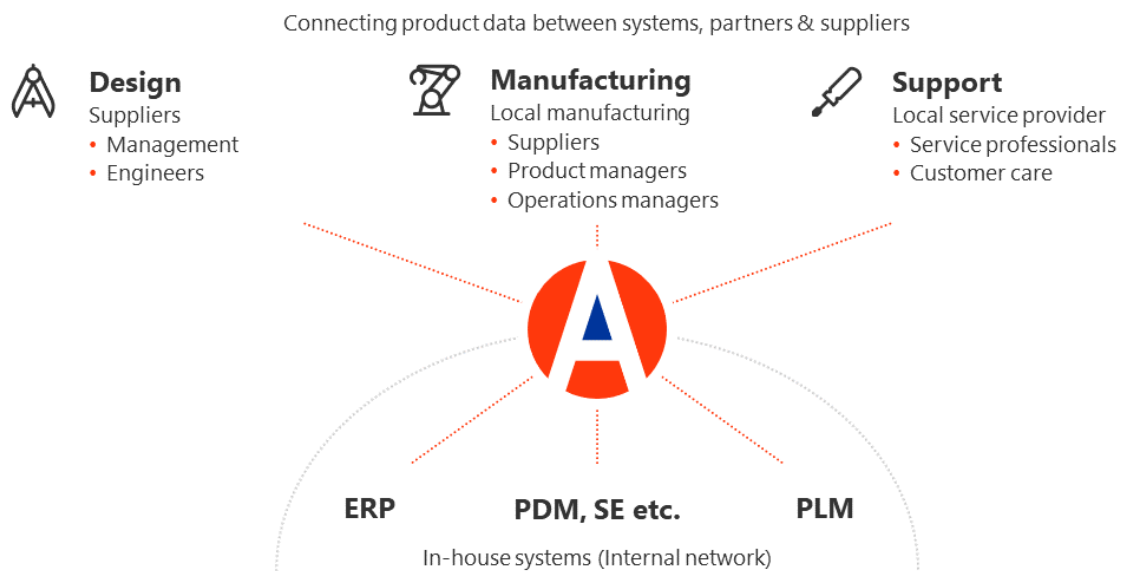 Connecting product data between systems, partners & suppliers
Design
Suppliers
• Management
• Engineers
Manufacturing
Local manufacturing
• Suppliers
• Product managers
• Operations managers
Support
Local service provider
• Service professionals
• Customer care
A
ERP
PDM, SE etc.
PLM
In-house systems (Internal network)